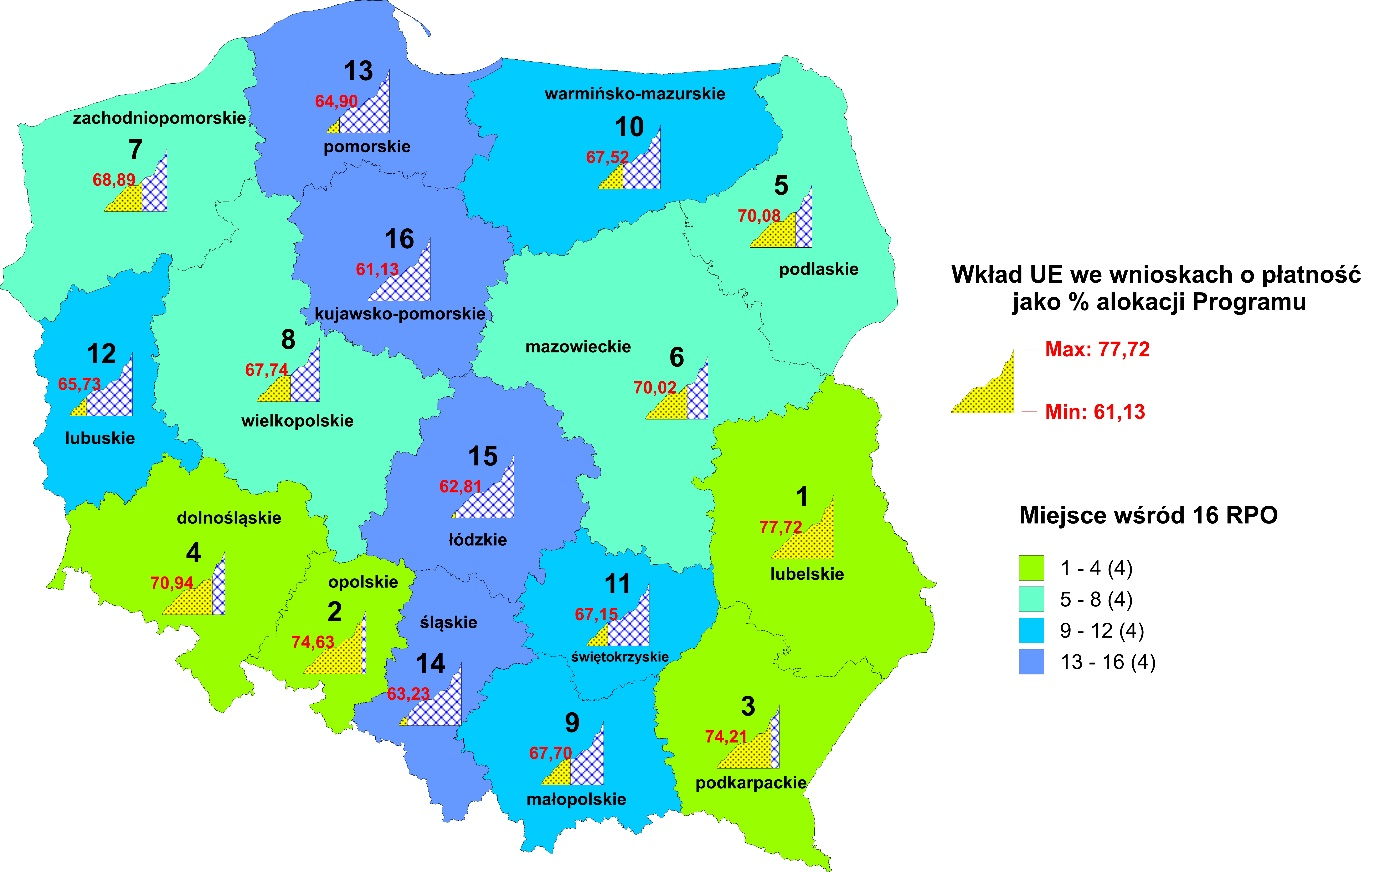 13
64,90
pomorskie
warmińsko-mazurskie
10
67,52
zachodniopomorskie
7
68,89
5
70,08
podlaskie
16
61,13
kujawsko-pomorskie
Wkład UE we wnioskach o płatność
jako % alokacji Programu
Max: 77,72
Min: 61,13
12
65,73
lubuskie
8
67,74
wielkopolskie
mazowieckie
6
70,02
15
62,81
łódzkie
1
77,72
lubelskie
Miejsce wśród 16 RPO
1 - 4 (4)
5 - 8 (4)
9 - 12 (4)
13 - 16 (4)
dolnośląskie
4
70,94
opolskie
2
74,63
śląskie
14
63,23
11
67,15
świętokrzyskie
9
67,70
małopolskie
3
74,21
podkarpackie